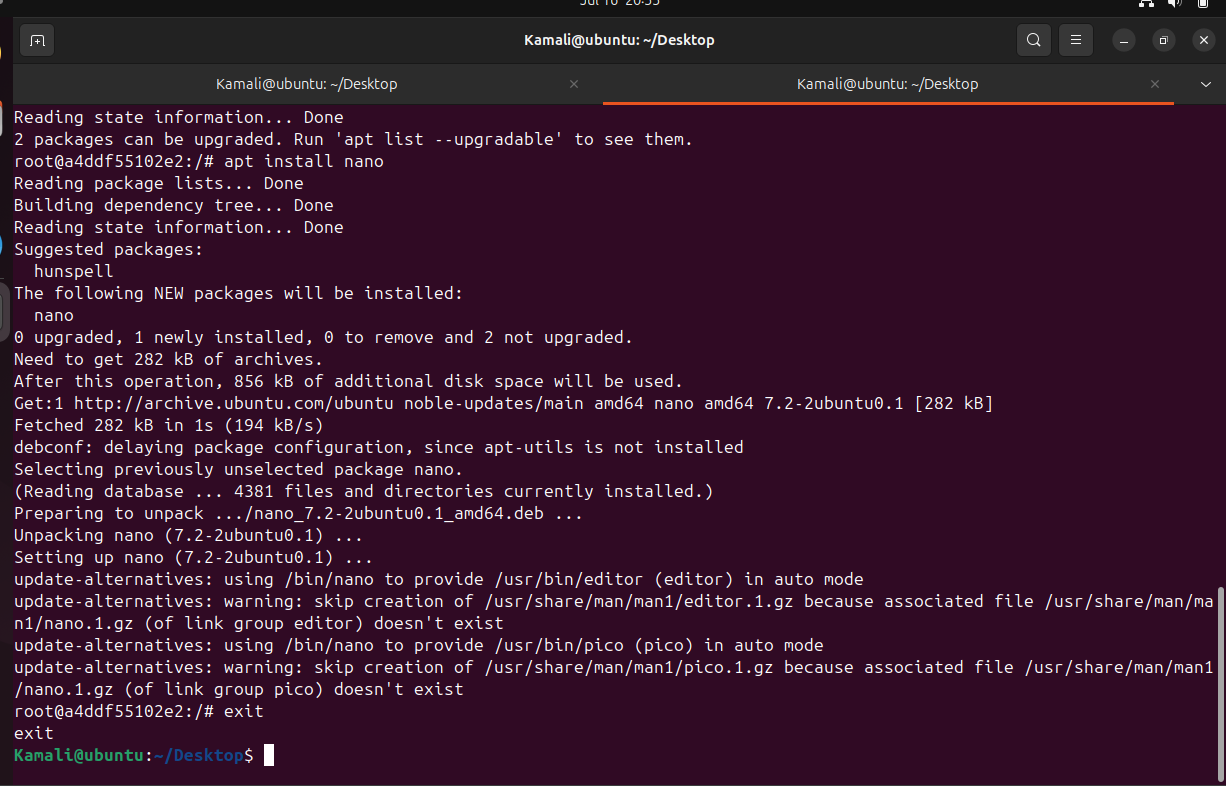 Kamali@ubuntu: ~/Desktop
Kamali@ubuntu: ~/Desktop
Kamali@ubuntu: ~/Desktop
Reading state information... Done
2 packages can be upgraded. Run 'apt list --upgradable' to see them.
root@a4ddf55102e2:/# apt install nano
Reading package lists... Done
Building dependency tree... Done
Reading state information... Done
Suggested packages:
  hunspell
The following NEW packages will be installed:
  nano
0 upgraded, 1 newly installed, 0 to remove and 2 not upgraded.
Need to get 282 kB of archives.
After this operation, 856 kB of additional disk space will be used.
Get:1 http://archive.ubuntu.com/ubuntu noble-updates/main amd64 nano amd64 7.2-2ubuntu0.1 [282 kB]
Fetched 282 kB in 1s (194 kB/s)
debconf: delaying package configuration, since apt-utils is not installed
Selecting previously unselected package nano.
(Reading database ... 4381 files and directories currently installed.)
Preparing to unpack .../nano_7.2-2ubuntu0.1_amd64.deb ...
Unpacking nano (7.2-2ubuntu0.1) ...
Setting up nano (7.2-2ubuntu0.1) ...
update-alternatives: using /bin/nano to provide /usr/bin/editor (editor) in auto mode
update-alternatives: warning: skip creation of /usr/share/man/man1/editor.1.gz because associated file /usr/share/man/ma
n1/nano.1.gz (of link group editor) doesn't exist
update-alternatives: using /bin/nano to provide /usr/bin/pico (pico) in auto mode
update-alternatives: warning: skip creation of /usr/share/man/man1/pico.1.gz because associated file /usr/share/man/man1
/nano.1.gz (of link group pico) doesn't exist
root@a4ddf55102e2:/# exit
exit
Kamali@ubuntu:~/Desktop$